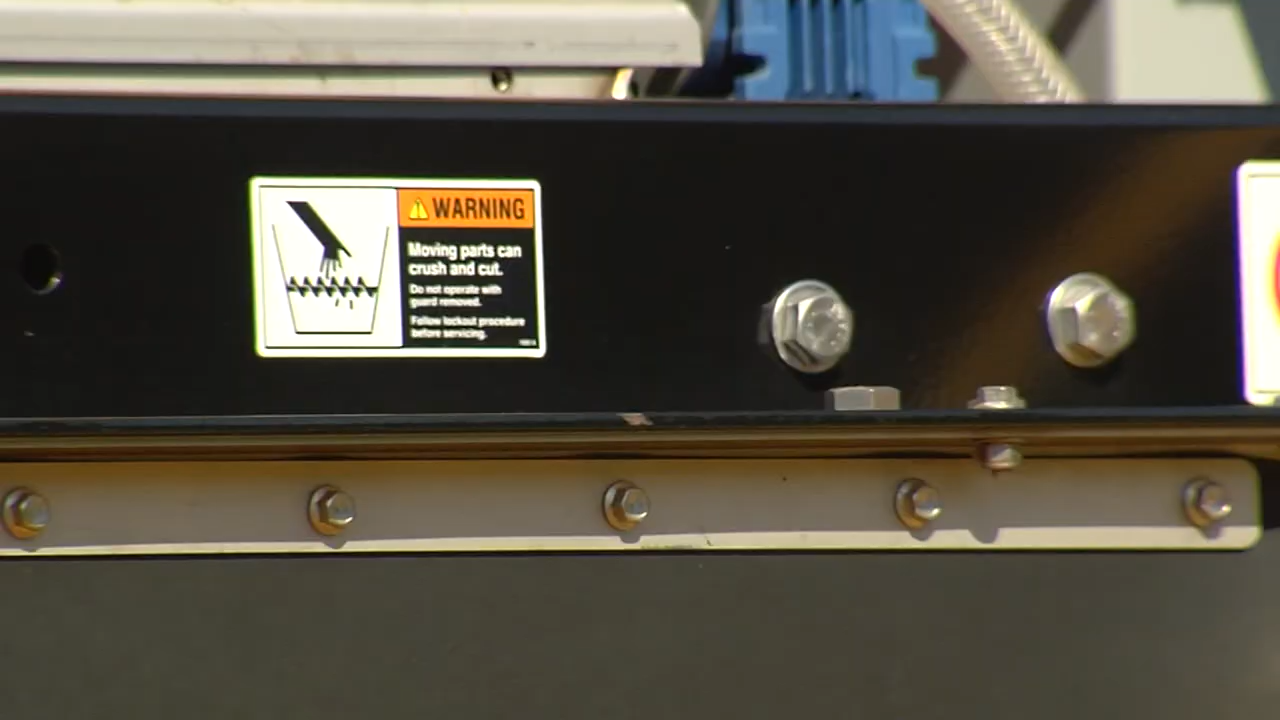 WARNING
Moving parts can
crush and cut.
Do not operate with
guard removed.
Follow lockout procedure
before servicing.